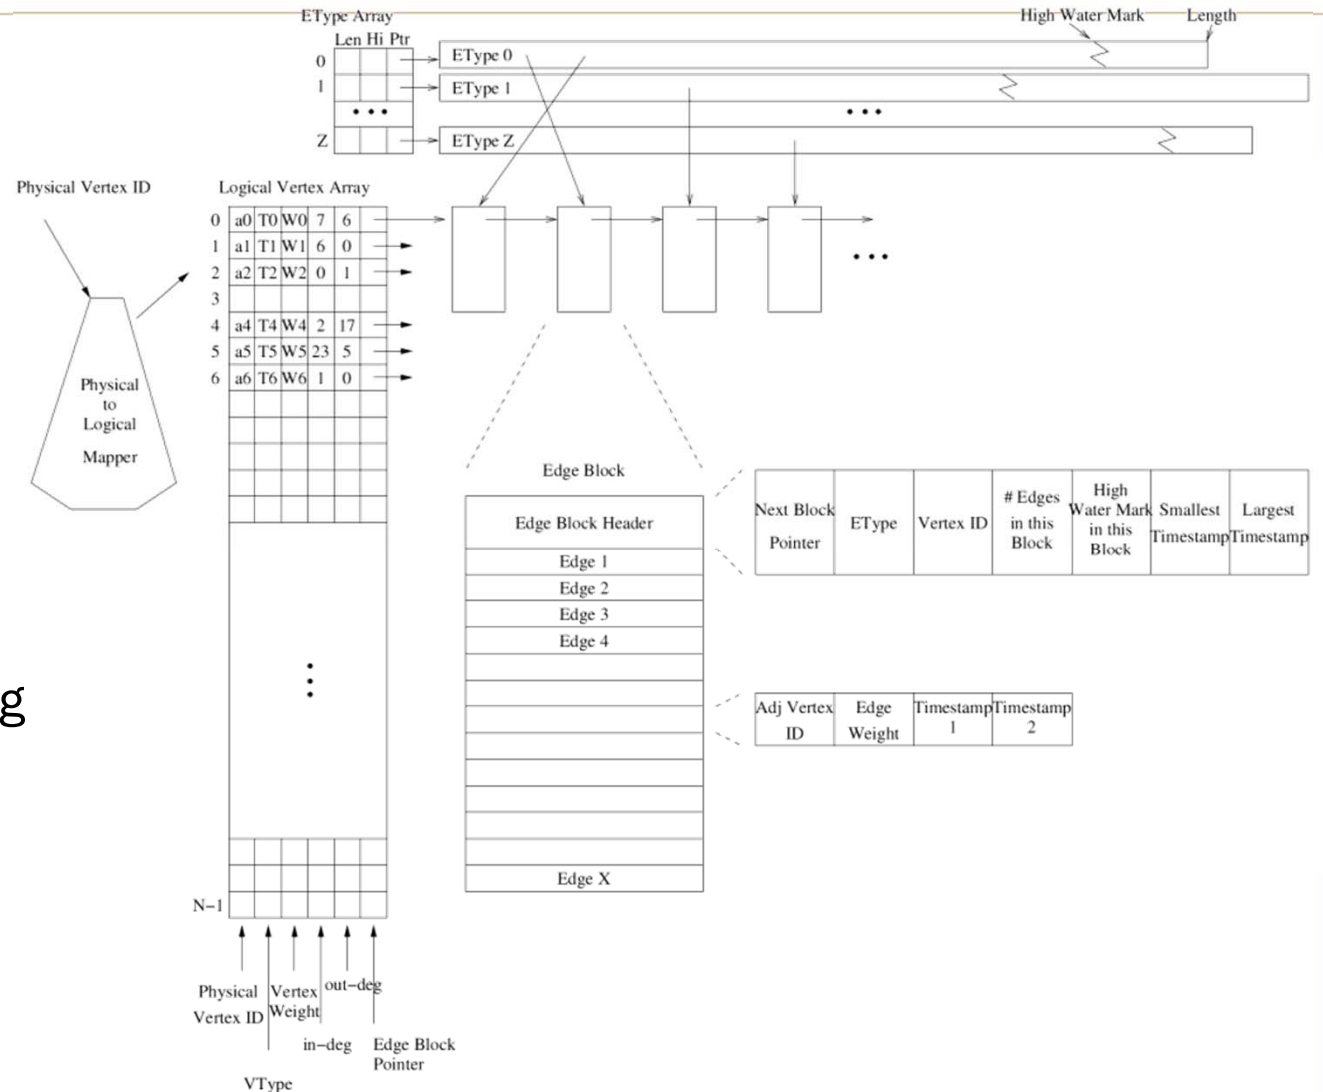 EType Array
High Water Mark Length
Len Hi Ptr
0 EType 0
1 EType 1
• • • • • •
Z EType Z
Physical Vertex ID
Logical Vertex Array
0 a0 T0 W0 7 6
1 a1 T1 W1 6 0
2 a2 T2 W2 0 1
3
4 a4 T4 W4 2 17
5 a5 T5 W5 23 5
6 a6 T6 W6 1 0
• • •
Physical
to
Logical
Mapper
Edge Block
Edge Block Header
Edge 1
Edge 2
Edge 3
Edge 4
Edge X
Next Block
Pointer
EType
Vertex ID
# Edges
in this
Block
High
Water Mark
in this
Block
Smallest
Timestamp
Largest
Timestamp
g
Adj Vertex
ID
Edge
Weight
Timestamp
1
Timestamp
2
N−1
Physical
Vertex ID
VType
Vertex
Weight
in−deg
out−deg
Edge Block
Pointer